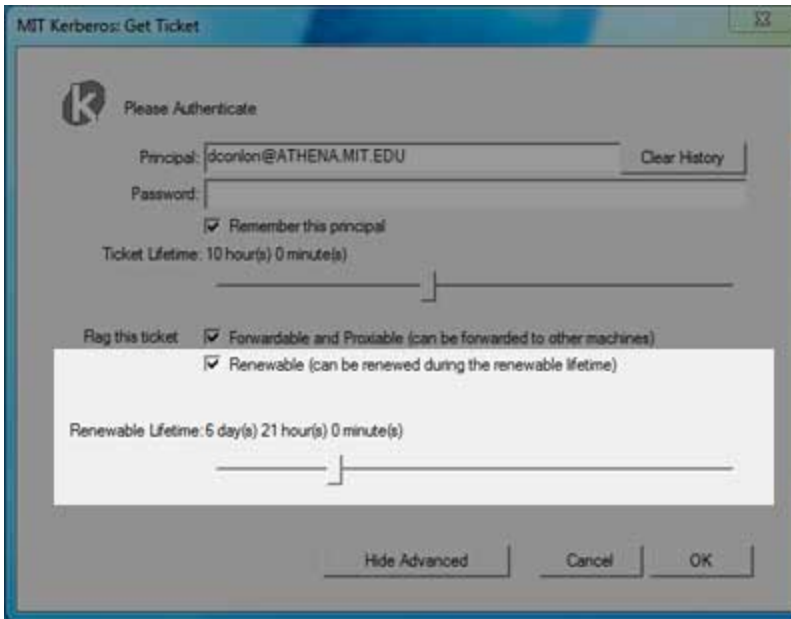 MIT Kerberos: Get Ticket
Please Authenticate
Principal: dconlon@ATHENA.MIT.EDU Clear History
Password:
Remember this principal
Ticket Lifetime: 10 hour(s) 0 minute(s)
Flag this ticket Forwardable and Proxiable (can be forwarded to other machines)
Renewable (can be renewed during the renewable lifetime)
Renewable Lifetime: 6 day(s) 21 hour(s) 0 minute(s)
Hide Advanced Cancel OK